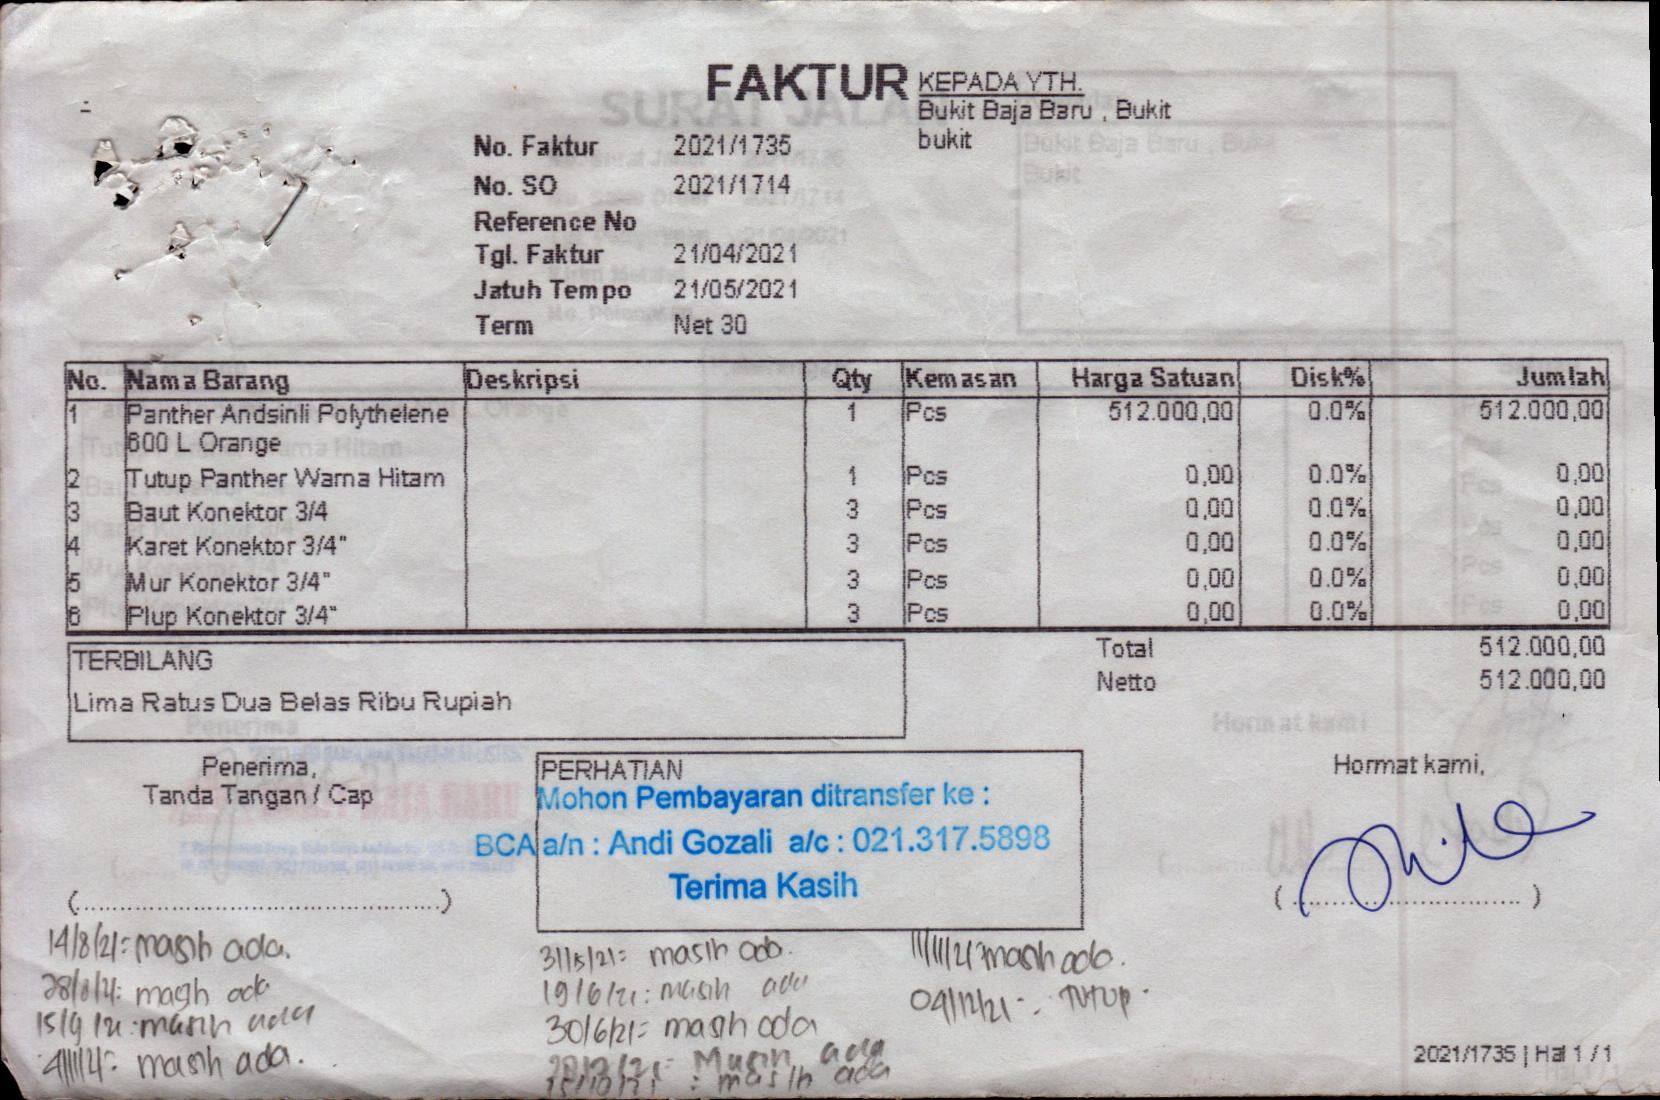 FAKTUR
KEPADA YTH.
Bukit Baja Baru , Bukit
bukit
No. Faktur 2021/1735
No. SO 2021/1714
Reference No
Tgl. Faktur 21/04/2021
Jatuh Tempo 21/05/2021
Term Net 30
No. Nama Barang Deskripsi Qty Kemasan Harga Satuan Disk% Jumlah
1 Panther Andsinli Polythelene 1 Pcs 512.000,00 0.0% 512.000,00
600 L Orange
2 Tutup Panther Warna Hitam 1 Pcs 0,00 0.0% 0,00
3 Baut Konektor 3/4 3 Pcs 0,00 0.0% 0,00
4 Karet Konektor 3/4" 3 Pcs 0,00 0.0% 0,00
5 Mur Konektor 3/4" 3 Pcs 0,00 0.0% 0,00
6 Plup Konektor 3/4" 3 Pcs 0,00 0.0% 0,00
Total 512.000,00
Netto 512.000,00
TERBILANG
Lima Ratus Dua Belas Ribu Rupiah
Penerima,
Tanda Tangan / Cap
(..................................................)
PERHATIAN
Mohon Pembayaran ditransfer ke :
BCA a/n : Andi Gozali a/c : 021.317.5898
Terima Kasih
Hormat kami,
(..................................)
14/8/21: masih ada.
masih ada
15/9/21: masih ada
masih ada.
31/5/21: masih ada.
19/6/21: masih ada
30/6/21: masih ada
Masih ada
15/10/21 : masih ada
11/11/21: masih ada.
04/12/21: TUTUP.
2021/1735 | Hal 1 / 1